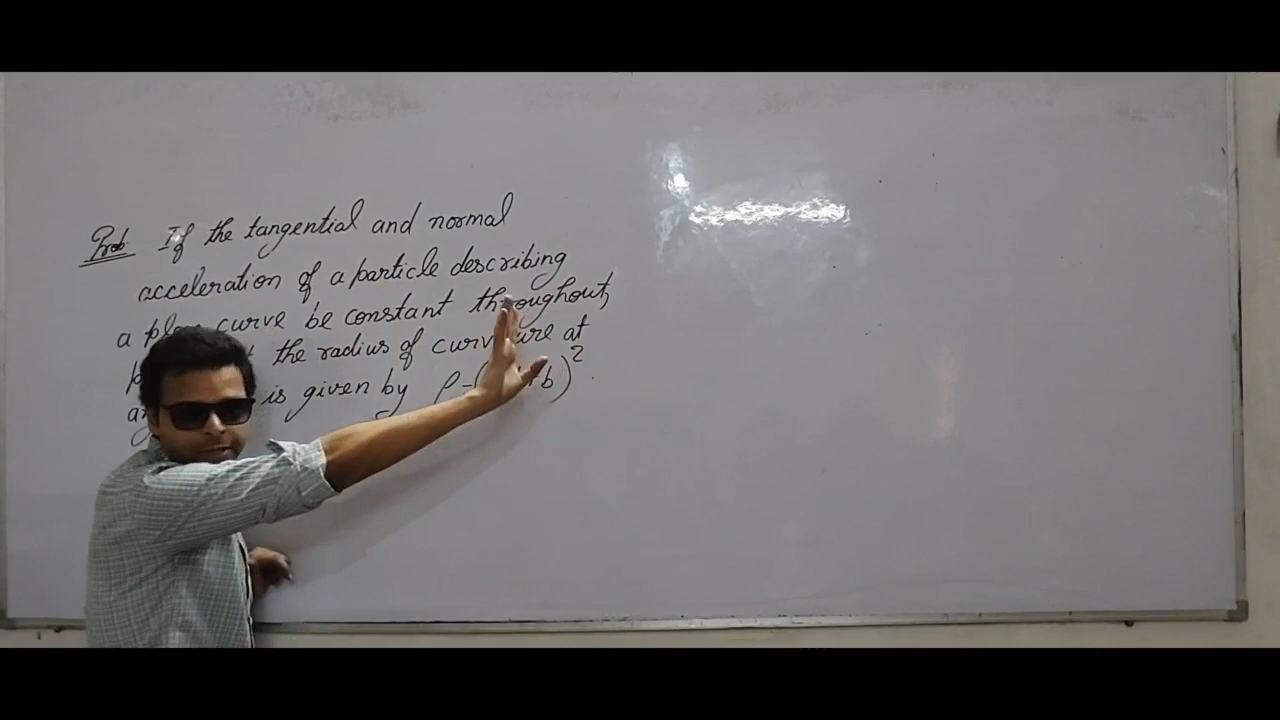 Prob. If the tangential and normal
acceleration of a particle describing
a curve be constant throughout,
the radius of curvature at
is given by ρ = ( +b)² .